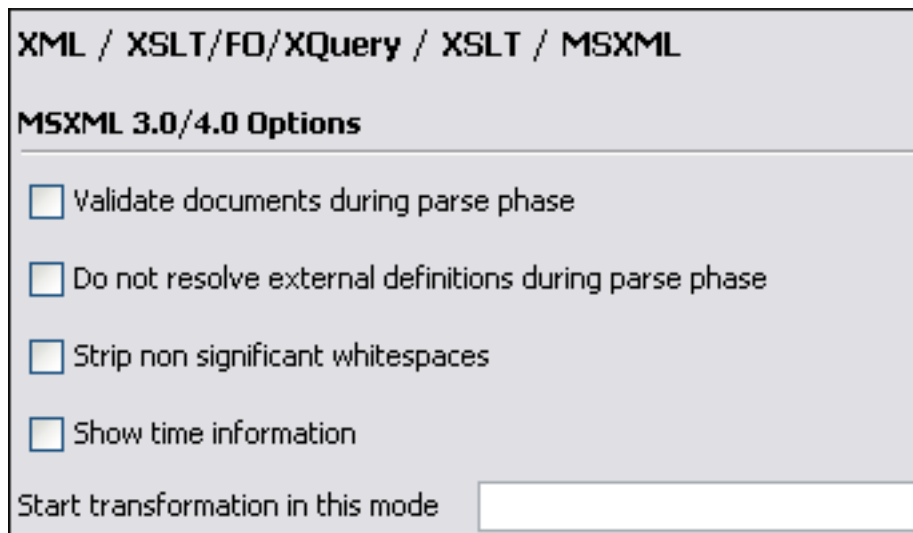 XML / XSLT/FO/XQuery / XSLT / MSXML
MSXML 3.0/4.0 Options
Validate documents during parse phase
Do not resolve external definitions during parse phase
Strip non significant whitespaces
Show time information
Start transformation in this mode